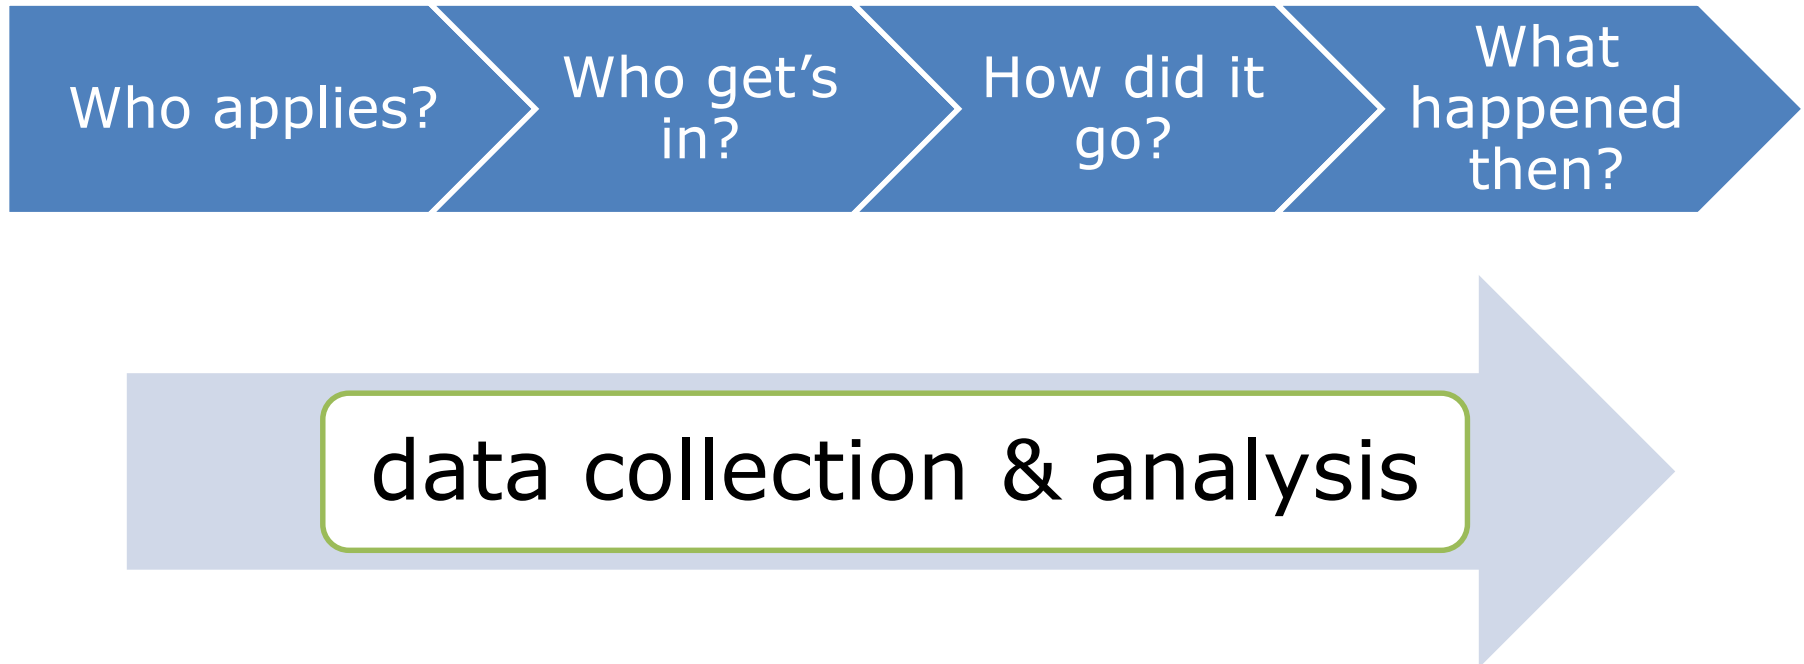 Who applies?
Who get’s
in?
How did it
go?
What
happened
then?
data collection & analysis